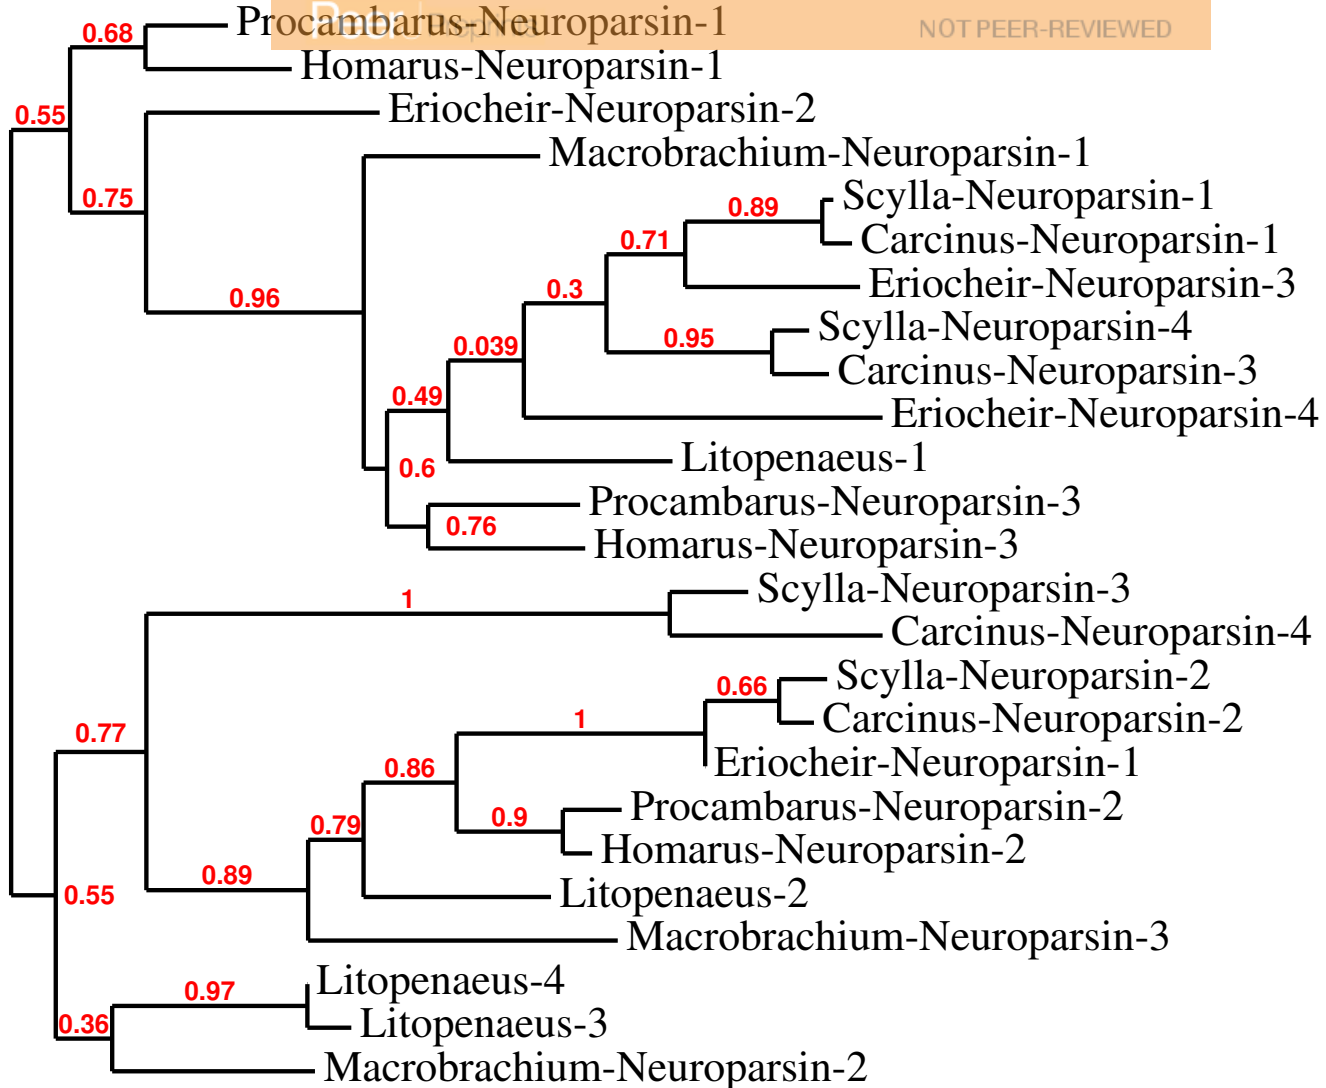 PeerJ Preprints
NOT PEER-REVIEWED
Procambarus-Neuroparsin-1
0.68
Homarus-Neuroparsin-1
Eriocheir-Neuroparsin-2
0.55
Macrobrachium-Neuroparsin-1
0.75
Scylla-Neuroparsin-1
0.89
Carcinus-Neuroparsin-1
0.71
Eriocheir-Neuroparsin-3
0.96
0.3
Scylla-Neuroparsin-4
0.95
0.039
Carcinus-Neuroparsin-3
0.49
Eriocheir-Neuroparsin-4
Litopenaeus-1
0.6
Procambarus-Neuroparsin-3
0.76
Homarus-Neuroparsin-3
Scylla-Neuroparsin-3
1
Carcinus-Neuroparsin-4
Scylla-Neuroparsin-2
0.66
Carcinus-Neuroparsin-2
1
0.77
Eriocheir-Neuroparsin-1
0.86
Procambarus-Neuroparsin-2
0.9
0.79
Homarus-Neuroparsin-2
0.89
Litopenaeus-2
0.55
Macrobrachium-Neuroparsin-3
Litopenaeus-4
0.97
Litopenaeus-3
0.36
Macrobrachium-Neuroparsin-2